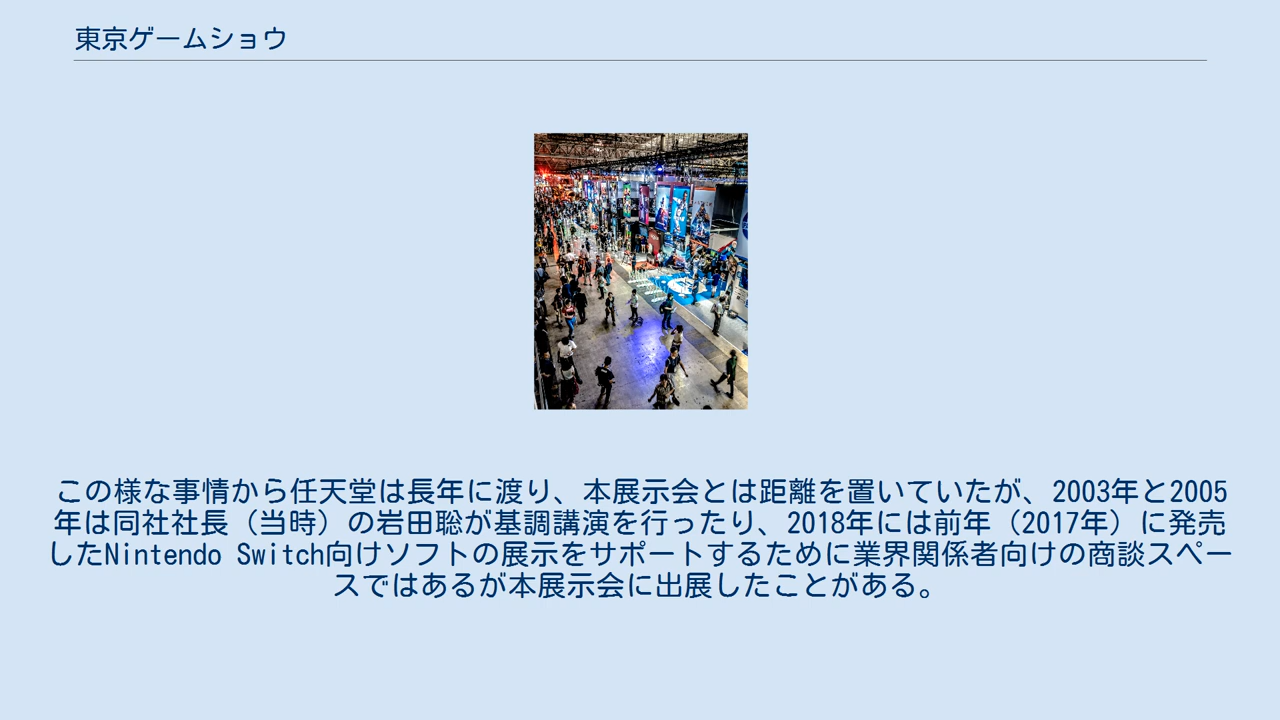 東京ゲームショウ
この様な事情から任天堂は長年に渡り、本展示会とは距離を置いていたが、2003年と2005
年は同社社長（当時）の岩田聡が基調講演を行ったり、2018年には前年（2017年）に発売
したNintendo Switch向けソフトの展示をサポートするために業界関係者向けの商談スペー
スではあるが本展示会に出展したことがある。